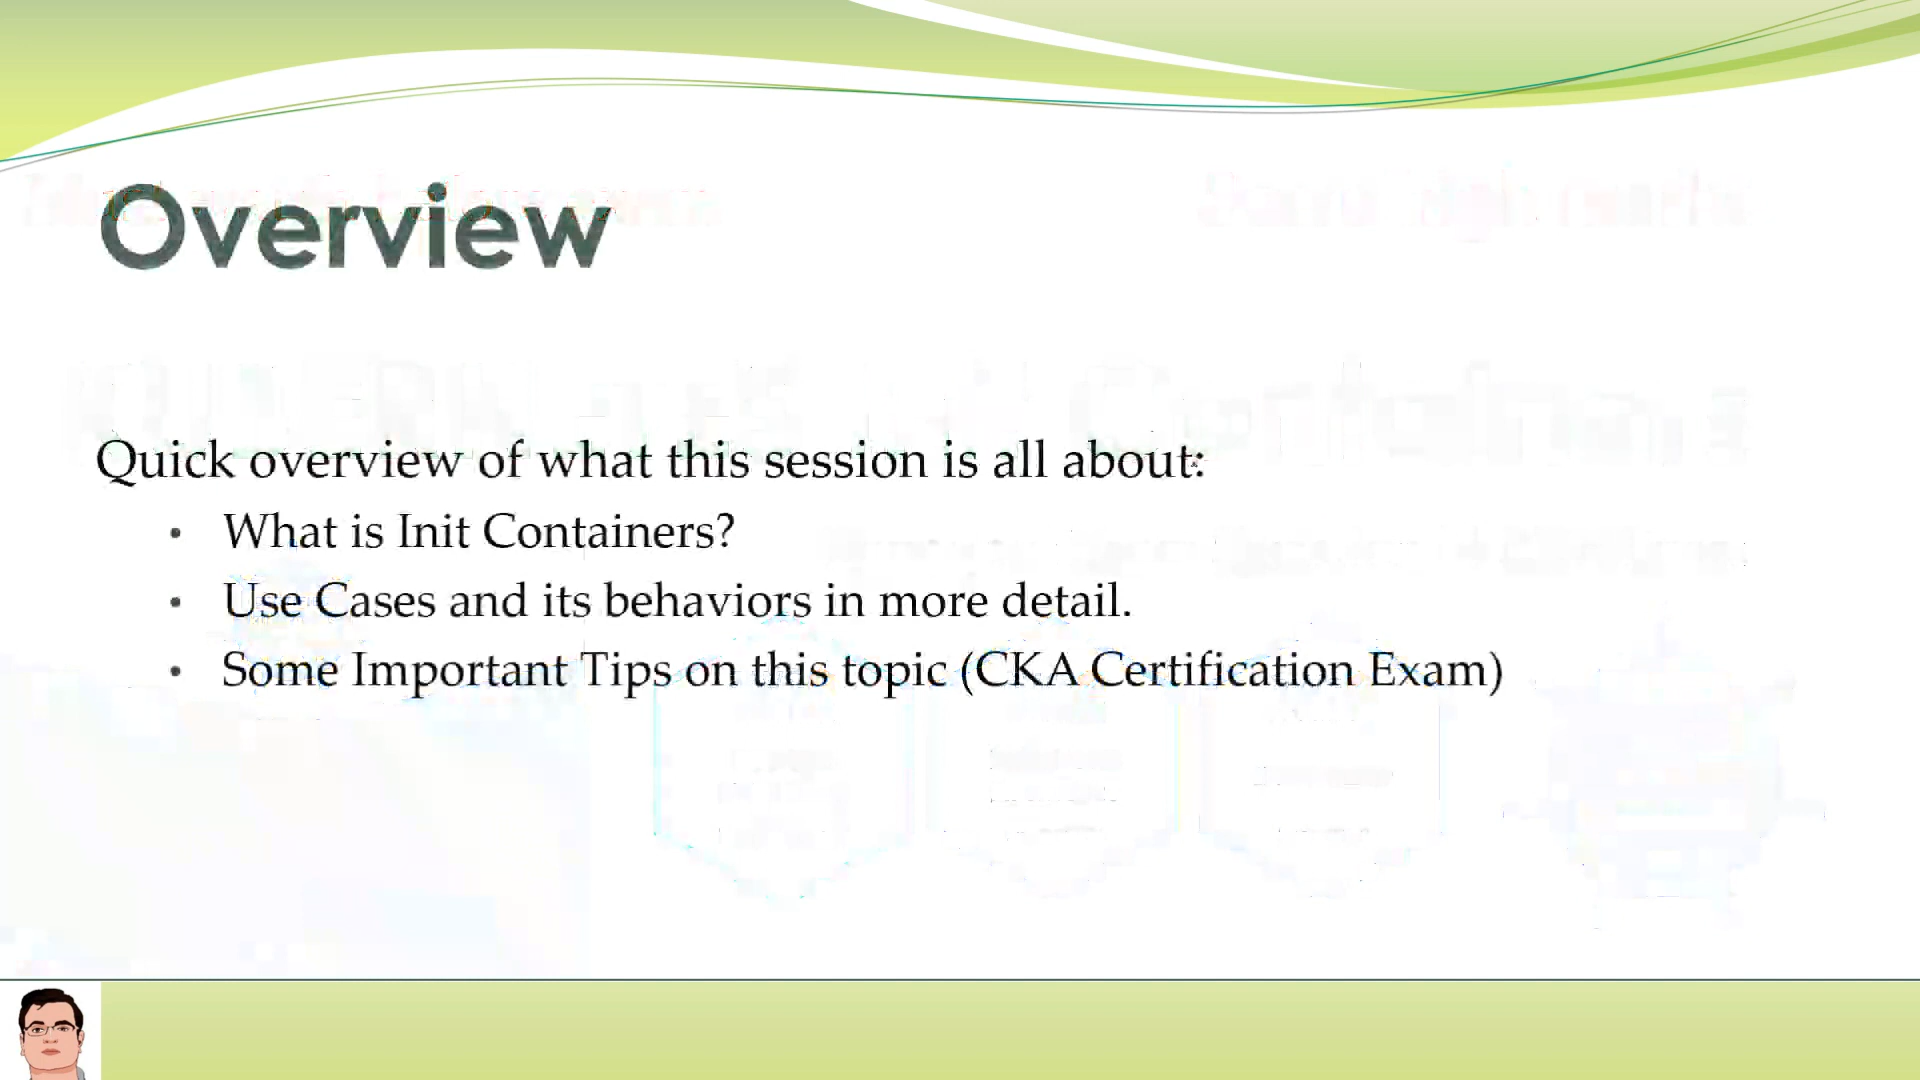 Overview
Quick overview of what this session is all about:
• What is Init Containers?
• Use Cases and its behaviors in more detail.
• Some Important Tips on this topic (CKA Certification Exam)